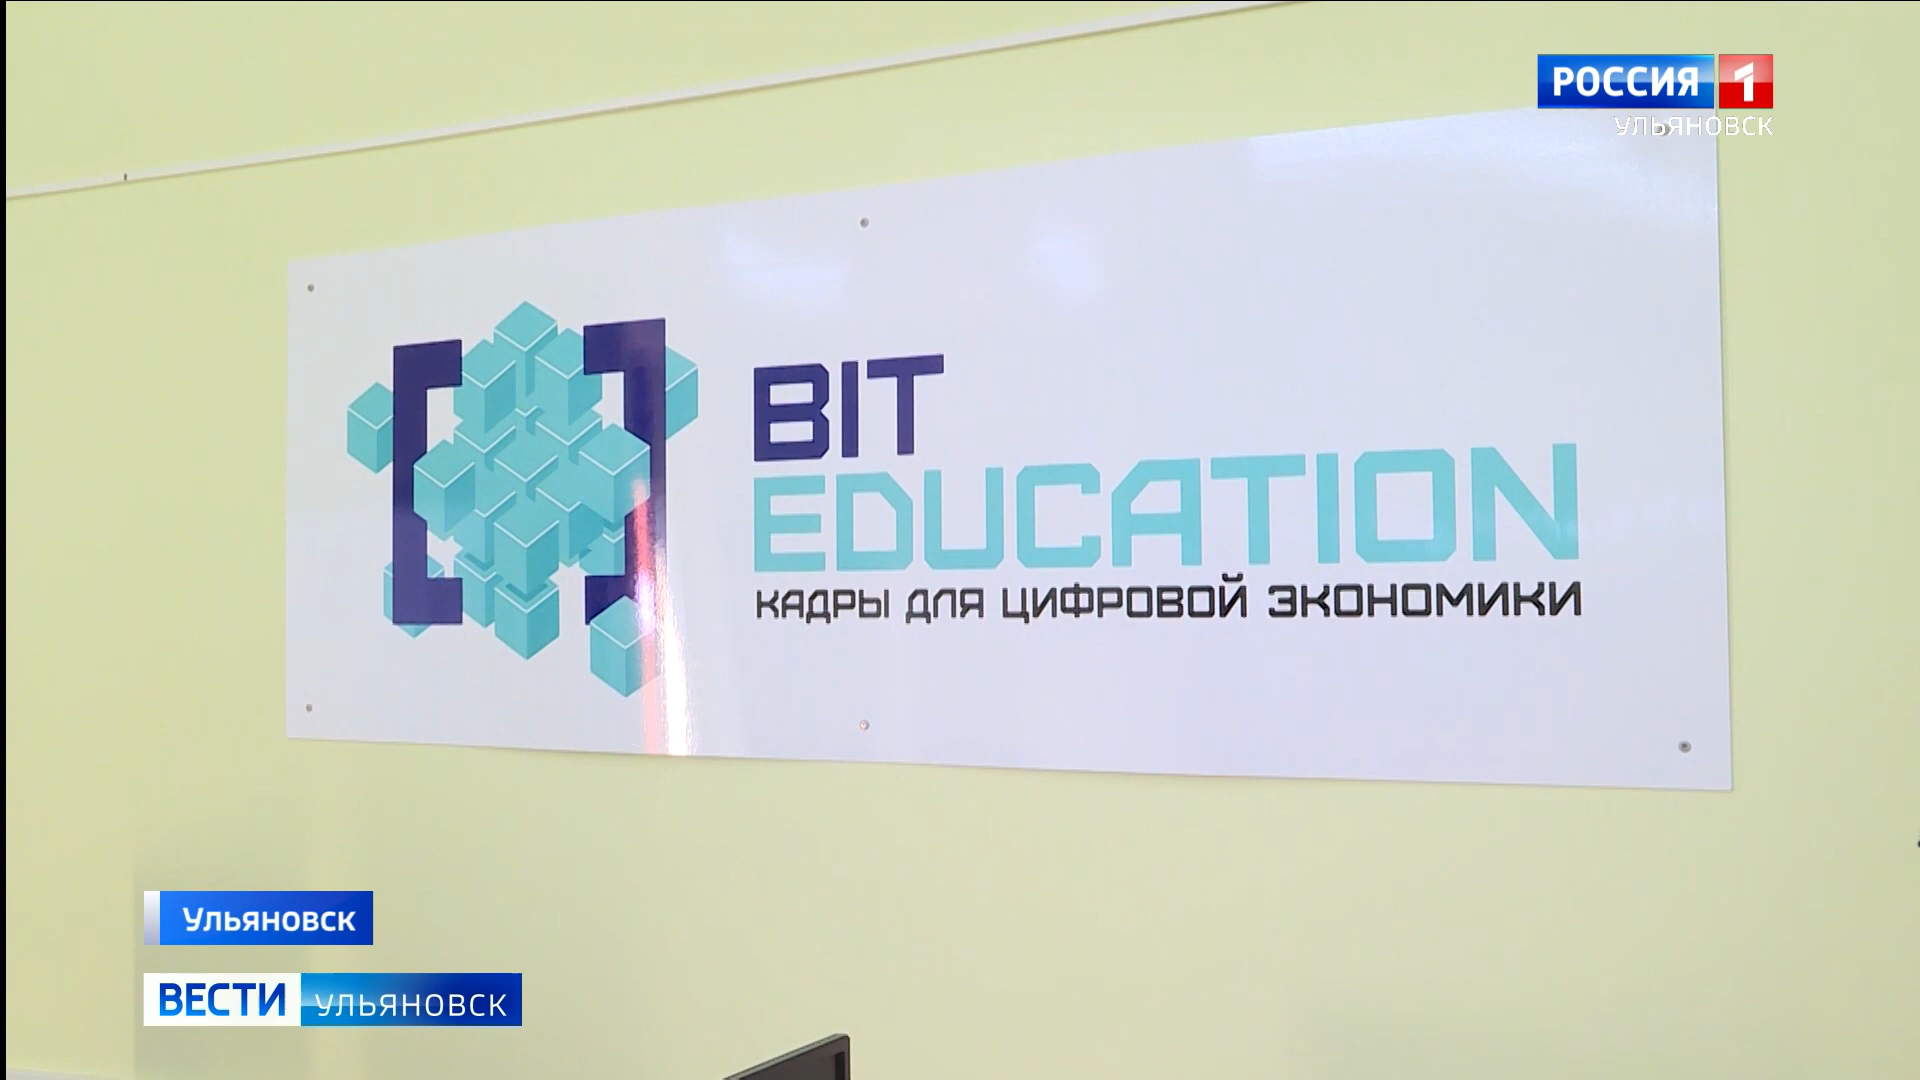 РОССИЯ 1
УЛЬЯНОВСК
BIT
EDUCATION
КАДРЫ ДЛЯ ЦИФРОВОЙ ЭКОНОМИКИ
Ульяновск
ВЕСТИ УЛЬЯНОВСК